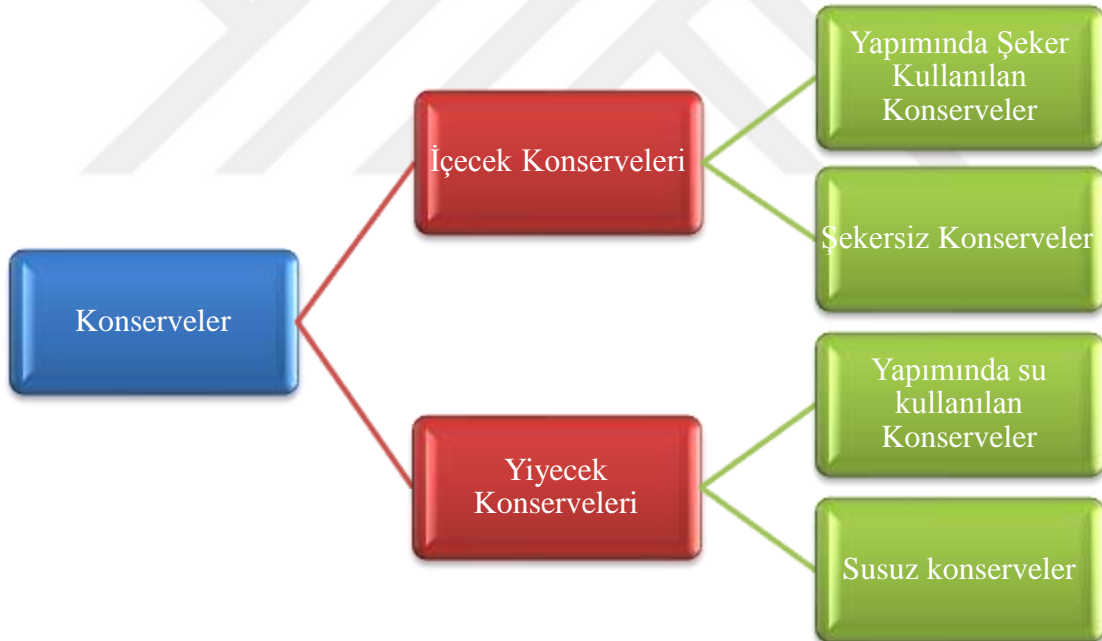 Konserveler
İçecek Konserveleri
Yapımında Şeker
Kullanılan
Konserveler
Şekersiz Konserveler
Yiyecek
Konserveleri
Yapımında su
kullanılan
Konserveler
Susuz konserveler